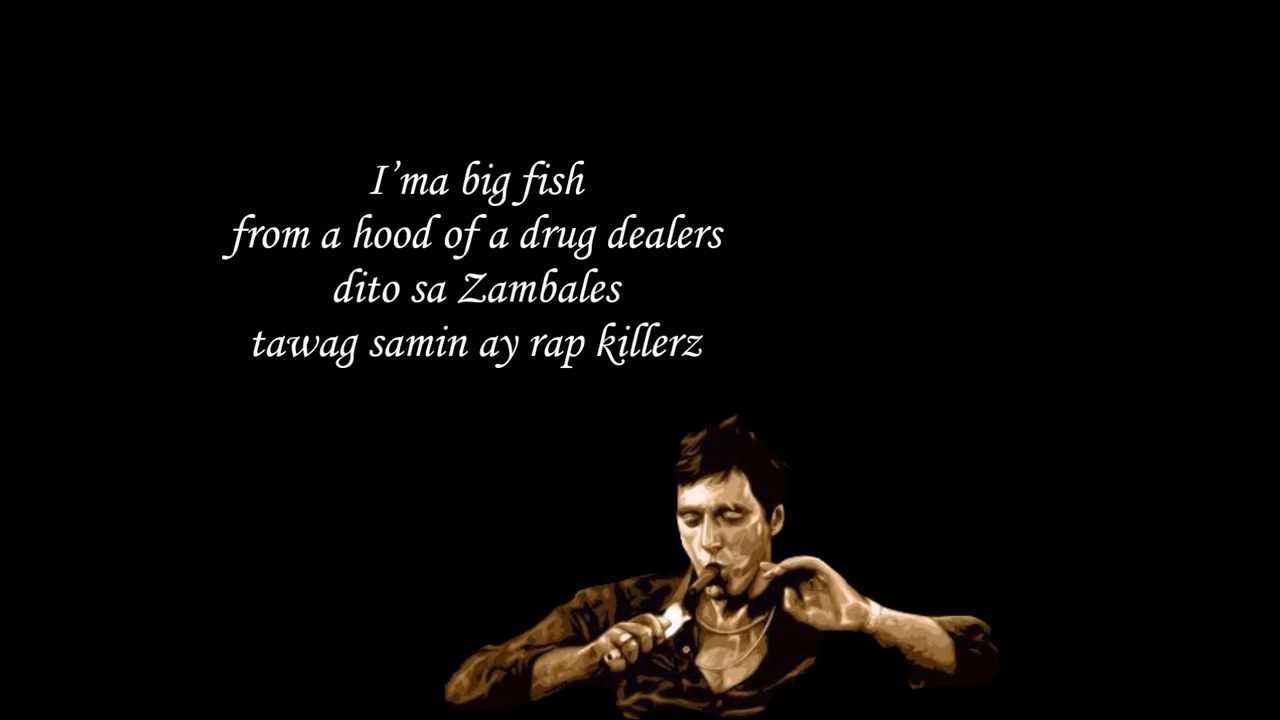 I’ma big fish
from a hood of a drug dealers
dito sa Zambales
tawag samin ay rap killerz